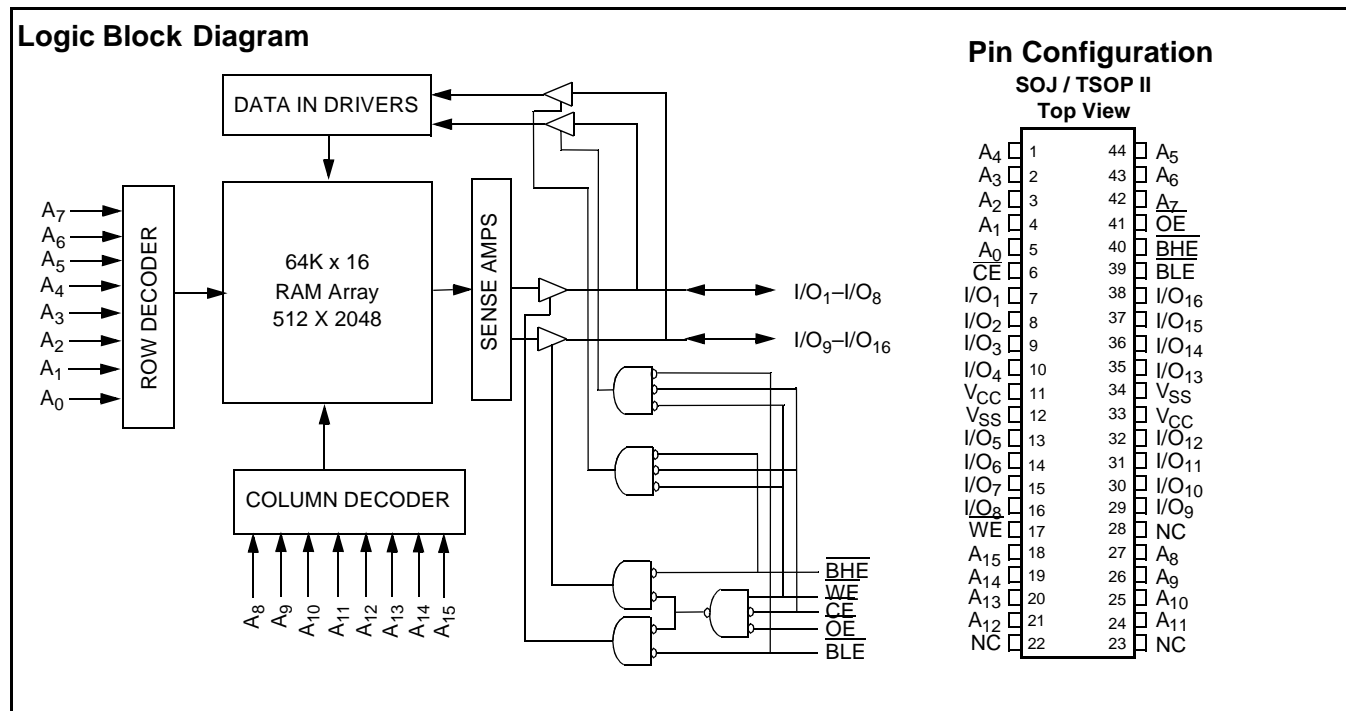 Logic Block Diagram
DATA IN DRIVERS
A7
A6
A5
A4
A3
A2
A1
A0
ROW DECODER
64K x 16
RAM Array
512 X 2048
SENSE AMPS
I/O1–I/O8
I/O9–I/O16
COLUMN DECODER
A8
A9
A10
A11
A12
A13
A14
A15
BHE
WE
CE
OE
BLE
Pin Configuration
SOJ / TSOP II
Top View
A4 1 44 A5
A3 2 43 A6
A2 3 42 A7
A1 4 41 OE
A0 5 40 BHE
CE 6 39 BLE
I/O1 7 38 I/O16
I/O2 8 37 I/O15
I/O3 9 36 I/O14
I/O4 10 35 I/O13
VCC 11 34 VSS
VSS 12 33 VCC
I/O5 13 32 I/O12
I/O6 14 31 I/O11
I/O7 15 30 I/O10
I/O8 16 29 I/O9
WE 17 28 NC
A15 18 27 A8
A14 19 26 A9
A13 20 25 A10
A12 21 24 A11
NC 22 23 NC